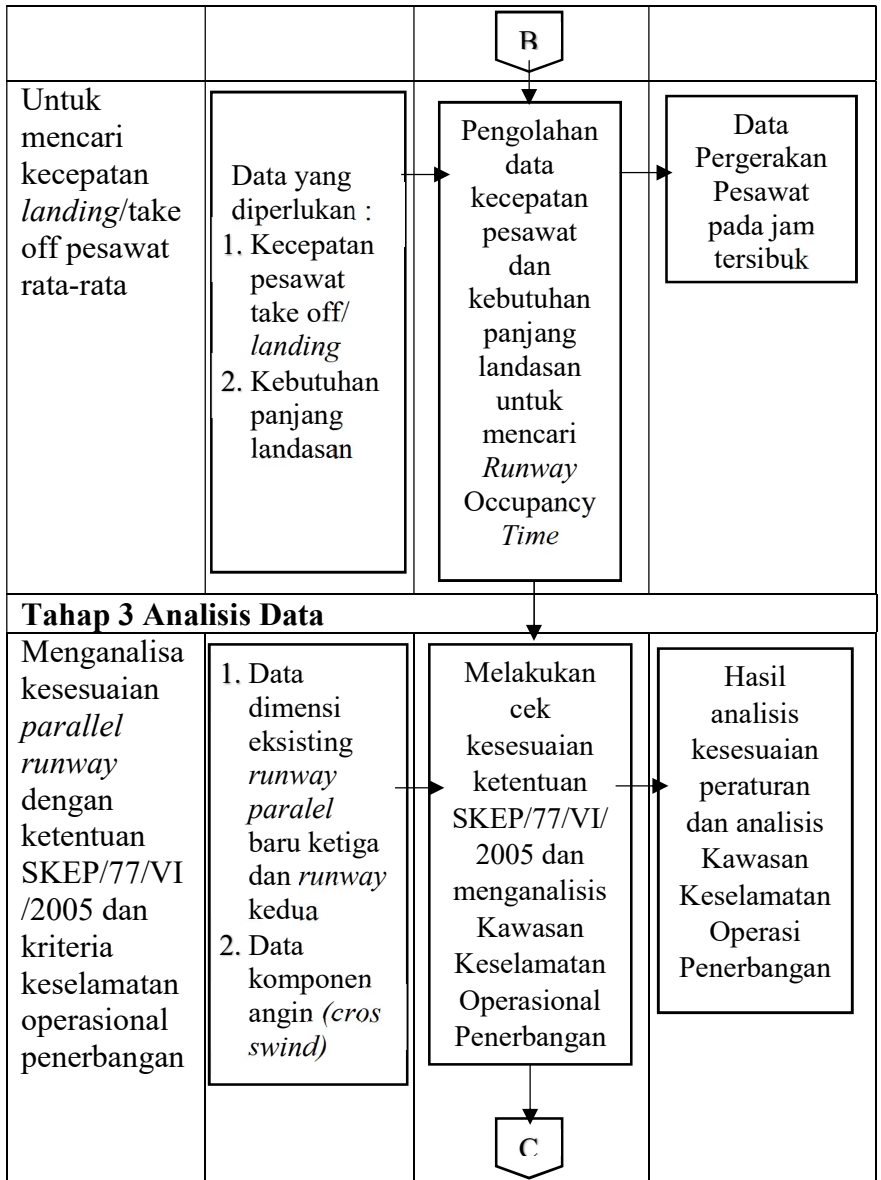 B
Untuk
mencari
kecepatan
landing/take
off pesawat
rata-rata
Data yang
diperlukan :
1. Kecepatan
pesawat
take off/
landing
2. Kebutuhan
panjang
landasan
Pengolahan
data
kecepatan
pesawat
dan
kebutuhan
panjang
landasan
untuk
mencari
Runway
Occupancy
Time
Data
Pergerakan
Pesawat
pada jam
tersibuk
Tahap 3 Analisis Data
Menganalisa
kesesuaian
parallel
runway
dengan
ketentuan
SKEP/77/VI
/2005 dan
kriteria
keselamatan
operasional
penerbangan
1. Data
dimensi
eksisting
runway
paralel
baru ketiga
dan runway
kedua
2. Data
komponen
angin (cros
swind)
Melakukan
cek
kesesuaian
ketentuan
SKEP/77/VI/
2005 dan
menganalisis
Kawasan
Keselamatan
Operasional
Penerbangan
Hasil
analisis
kesesuaian
peraturan
dan analisis
Kawasan
Keselamatan
Operasi
Penerbangan
C